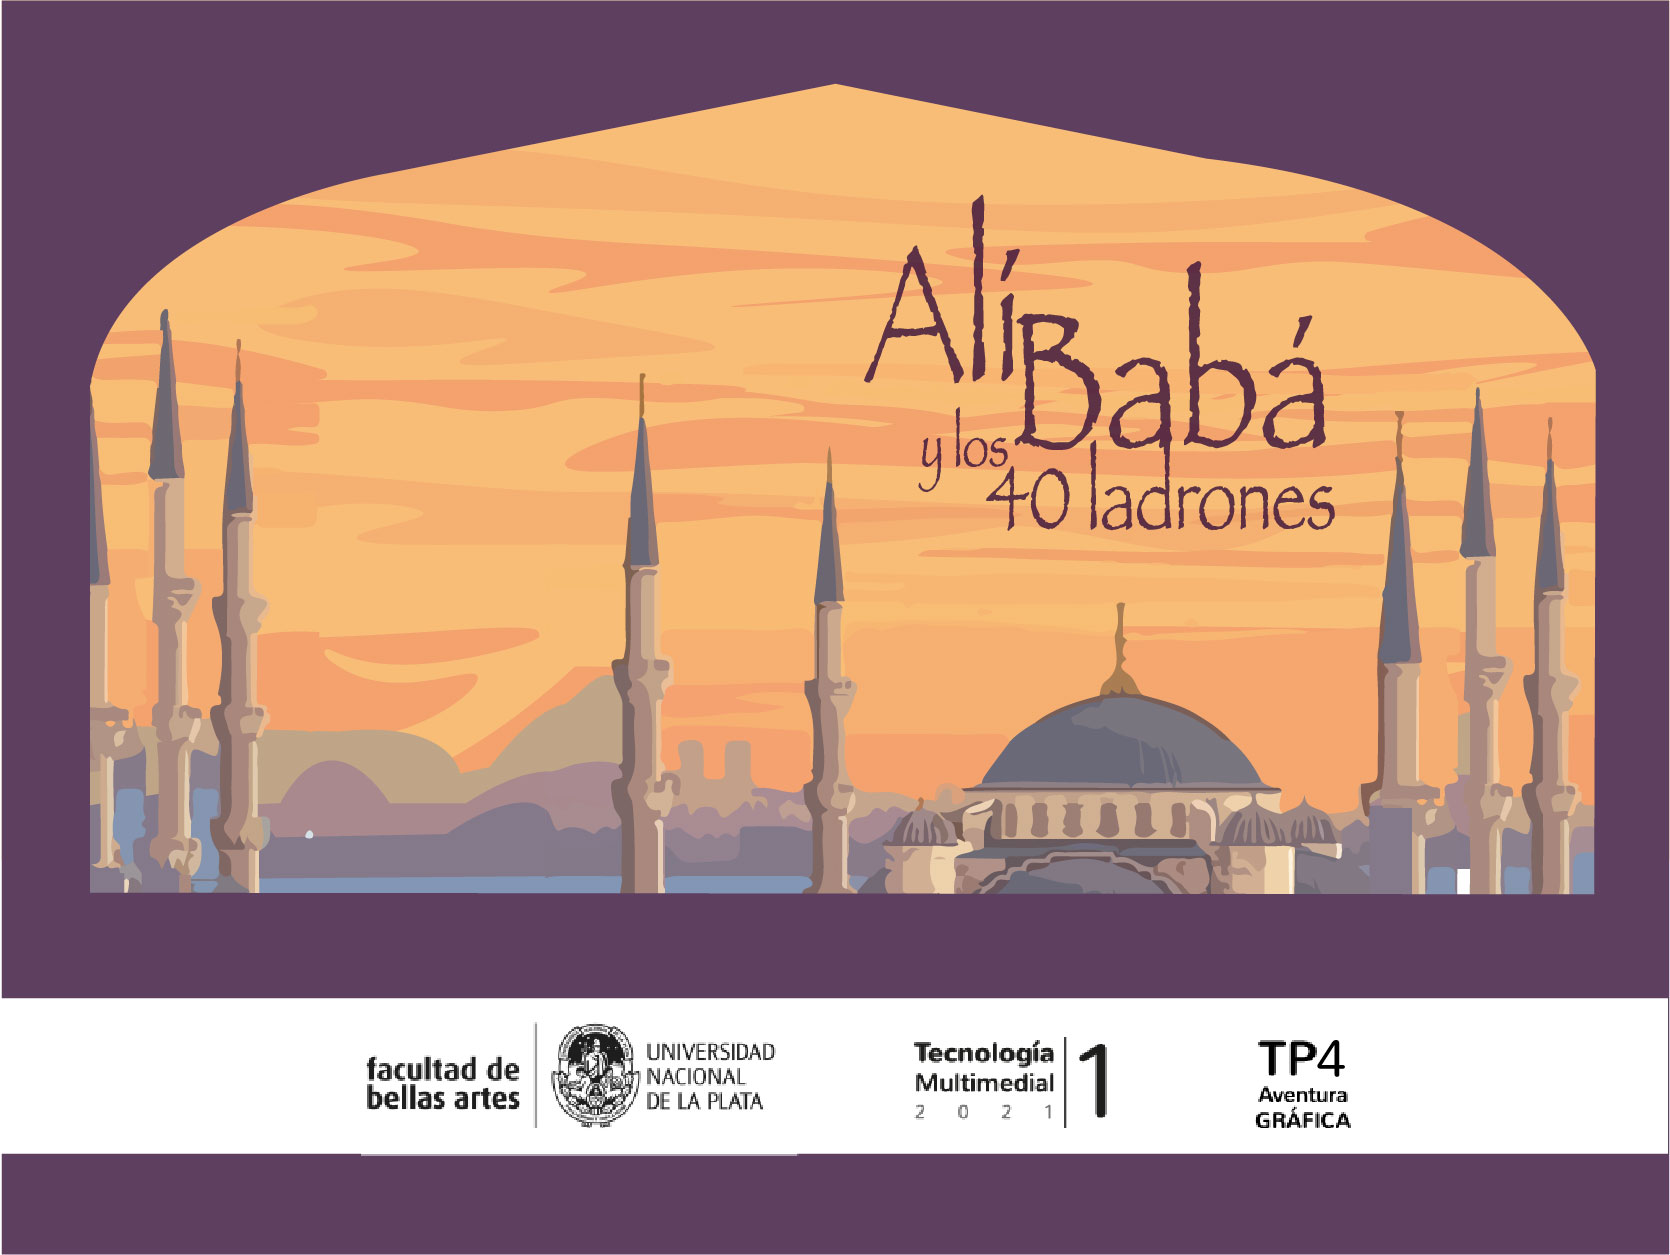 Alí Babá
y los
40 ladrones
facultad de
bellas artes
UNIVERSIDAD
NACIONAL
DE LA PLATA
Tecnología
Multimedial
2 0 2 1
1
TP4
Aventura
GRÁFICA